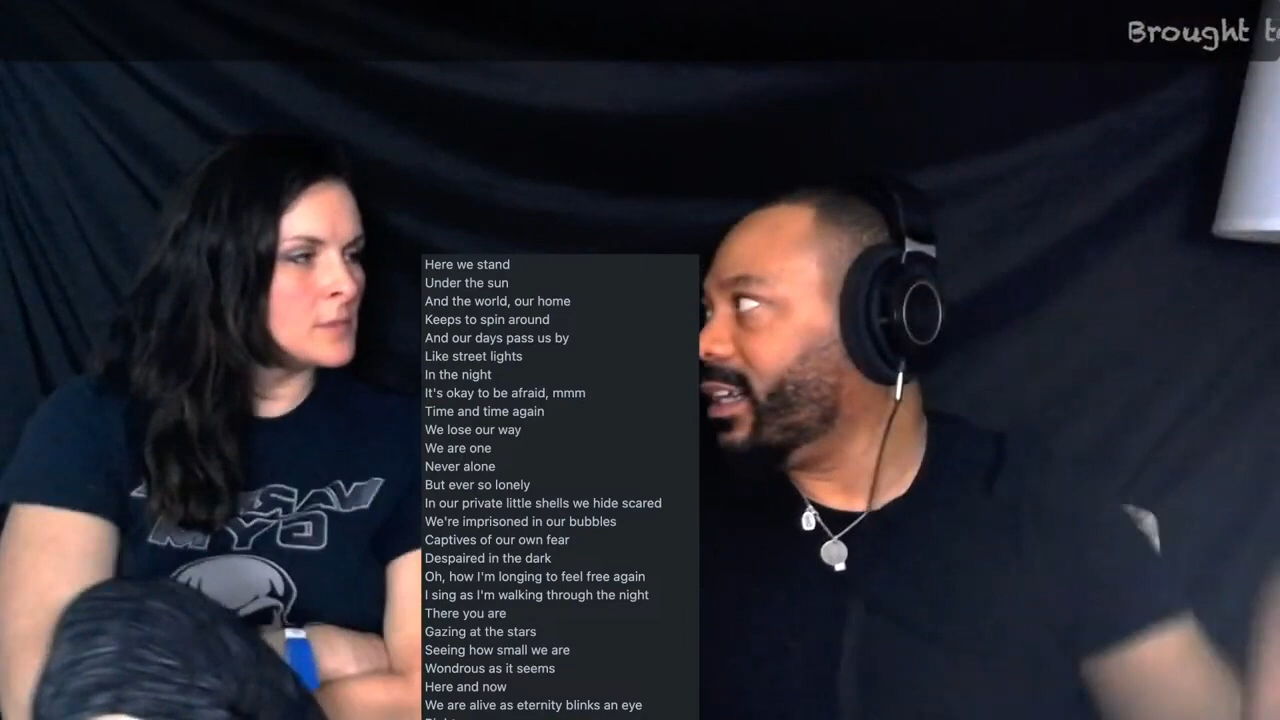 Brought
Here we stand
Under the sun
And the world, our home
Keeps to spin around
And our days pass us by
Like street lights
In the night
It's okay to be afraid, mmm
Time and time again
We lose our way
We are one
Never alone
But ever so lonely
In our private little shells we hide scared
We're imprisoned in our bubbles
Captives of our own fear
Despaired in the dark
Oh, how I'm longing to feel free again
I sing as I'm walking through the night
There you are
Gazing at the stars
Seeing how small we are
Wondrous as it seems
Here and now
We are alive as eternity blinks an eye